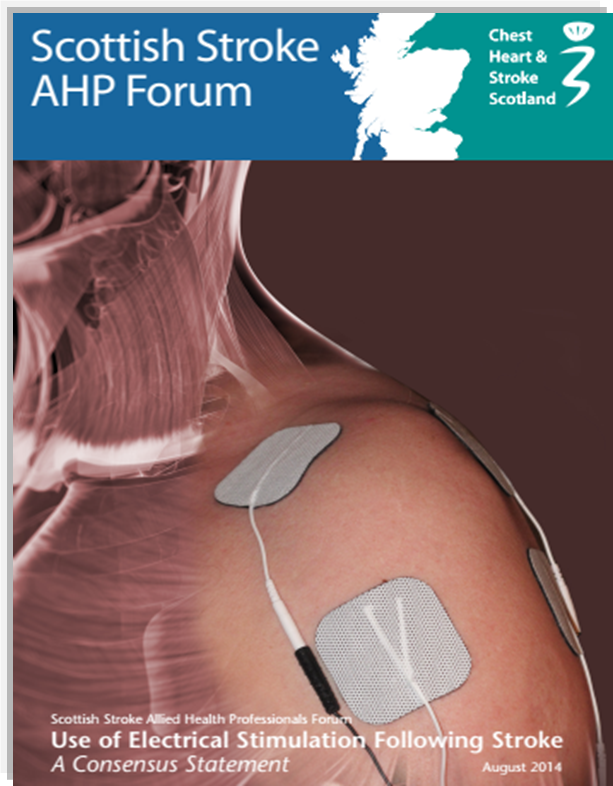 Scottish Stroke
AHP Forum
Chest
Heart &
Stroke
Scotland
Scottish Stroke Allied Health Professionals Forum
Use of Electrical Stimulation Following Stroke
A Consensus Statement
August 2014